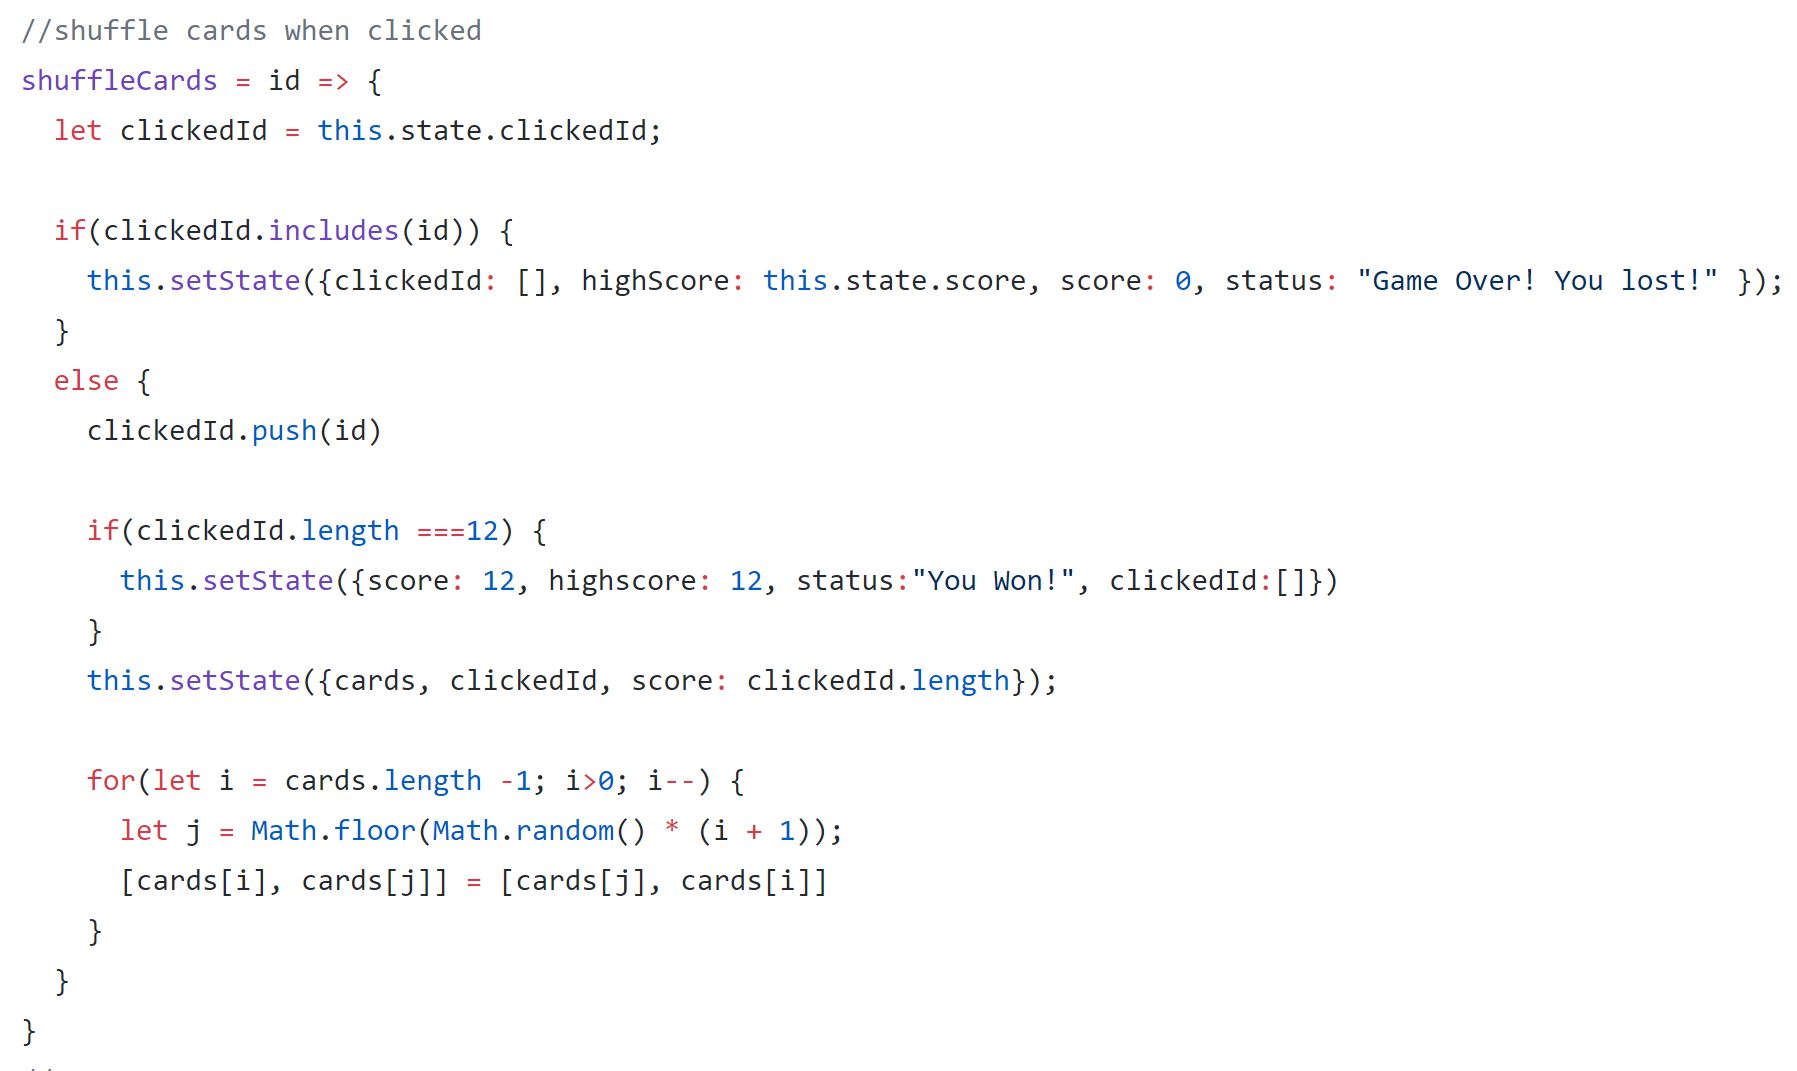 //shuffle cards when clicked
shuffleCards = id => {
  let clickedId = this.state.clickedId;

  if(clickedId.includes(id)) {
    this.setState({clickedId: [], highScore: this.state.score, score: 0, status: "Game Over! You lost!" });
  }
  else {
    clickedId.push(id)

    if(clickedId.length ===12) {
      this.setState({score: 12, highscore: 12, status:"You Won!", clickedId:[]})
    }
    this.setState({cards, clickedId, score: clickedId.length});

    for(let i = cards.length -1; i>0; i--) {
      let j = Math.floor(Math.random() * (i + 1));
      [cards[i], cards[j]] = [cards[j], cards[i]]
    }
  }
}